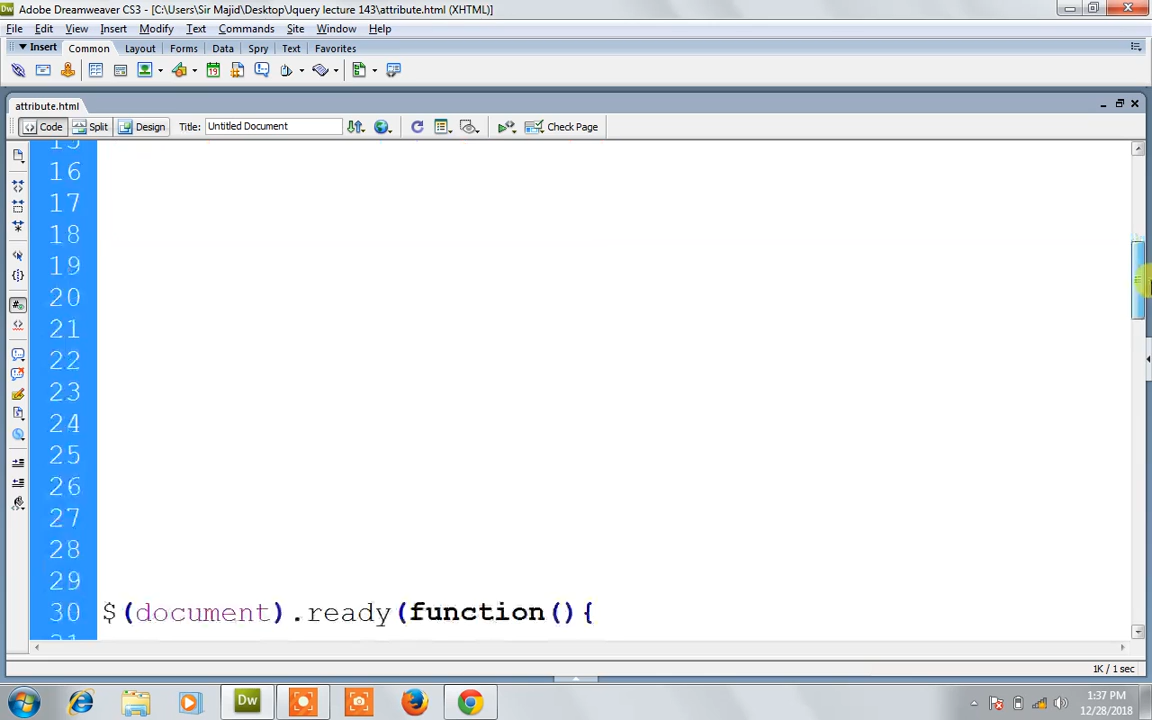 Adobe Dreamweaver CS3 - [C:\Users\Sir Majid\Desktop\Jquery lecture 143\attribute.html (XHTML)]
File Edit View Insert Modify Text Commands Site Window Help
Insert Common Layout Forms Data Spry Text Favorites
attribute.html
Code Split Design Title: Untitled Document Check Page
15
16
17
18
19
20
21
22
23
24
25
26
27
28
29
30 $(document).ready(function(){
1K / 1 sec
Dw
1:37 PM
12/28/2018